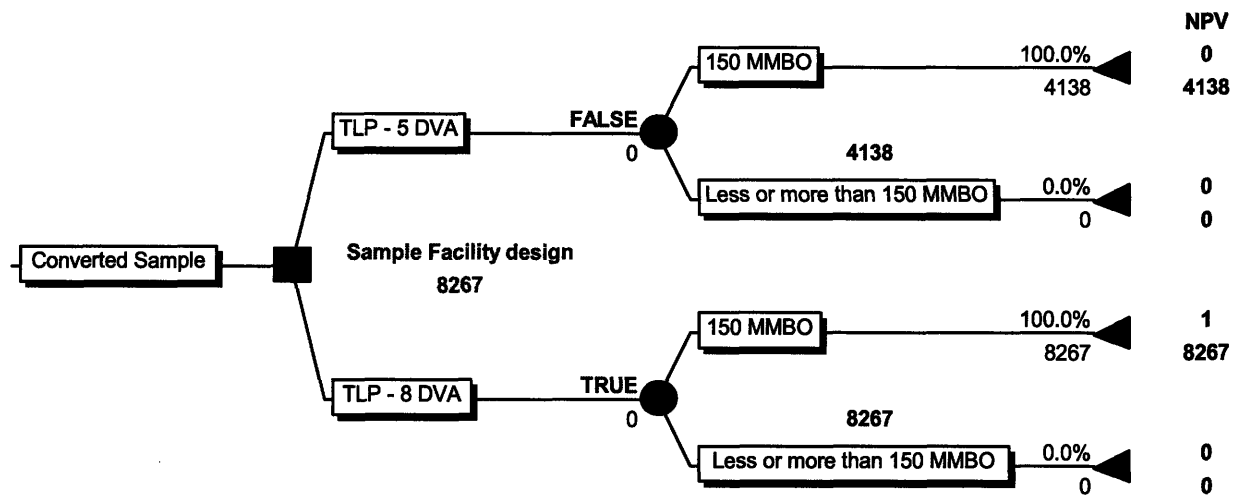 NPV
150 MMBO 100.0% 0
4138 4138
TLP - 5 DVA FALSE
0 4138
Less or more than 150 MMBO 0.0% 0
0 0
Converted Sample Sample Facility design
8267
150 MMBO 100.0% 1
8267 8267
TLP - 8 DVA TRUE
0 8267
Less or more than 150 MMBO 0.0% 0
0 0